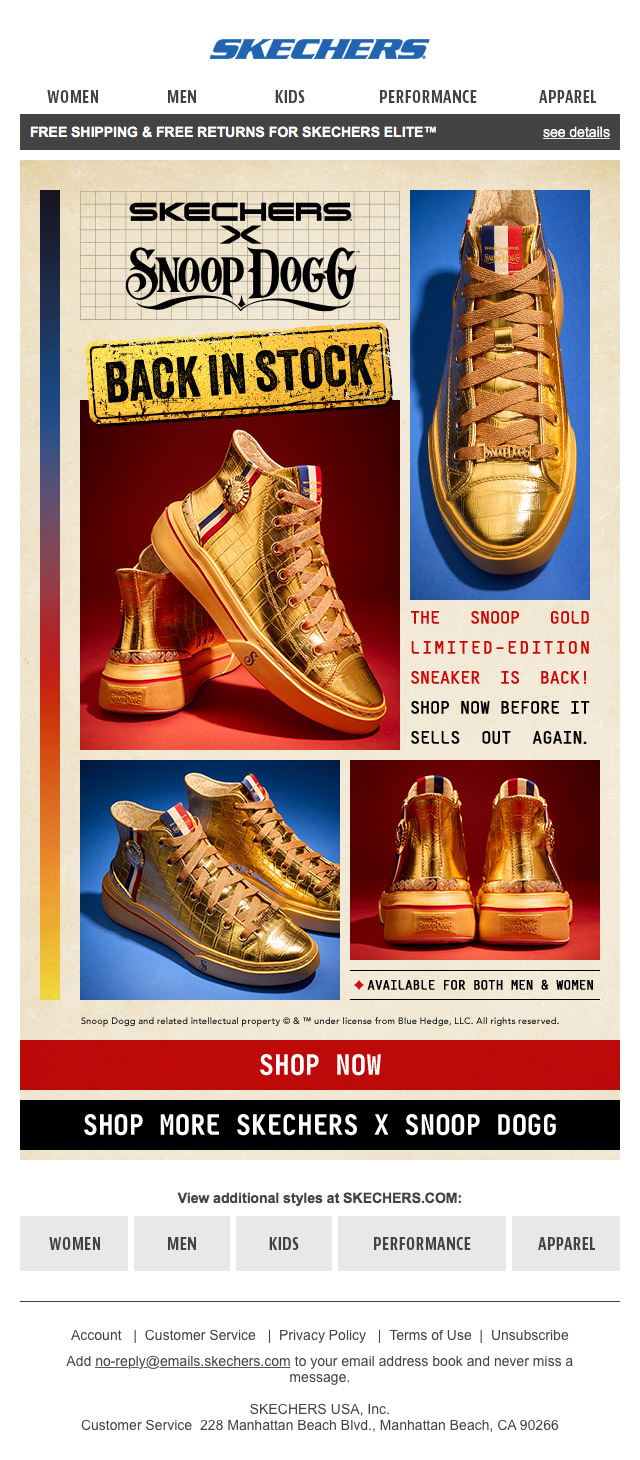 SKECHERS
WOMEN MEN KIDS PERFORMANCE APPAREL
FREE SHIPPING & FREE RETURNS FOR SKECHERS ELITE™ see details
SKECHERS
X
SNOOP DOGG
BACK IN STOCK
SNOOP DOGG
THE SNOOP GOLD
LIMITED-EDITION
SNEAKER IS BACK!
SHOP NOW BEFORE IT
SELLS OUT AGAIN.
AVAILABLE FOR BOTH MEN & WOMEN
Snoop Dogg and related intellectual property © & ™ under license from Blue Hedge, LLC. All rights reserved.
SHOP NOW
SHOP MORE SKECHERS X SNOOP DOGG
View additional styles at SKECHERS.COM:
WOMEN MEN KIDS PERFORMANCE APPAREL
Account | Customer Service | Privacy Policy | Terms of Use | Unsubscribe
Add no-reply@emails.skechers.com to your email address book and never miss a
message.
SKECHERS USA, Inc.
Customer Service 228 Manhattan Beach Blvd., Manhattan Beach, CA 90266